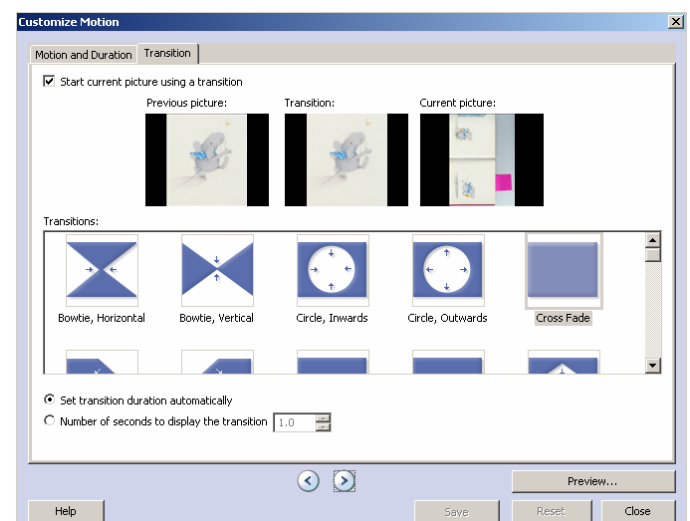 Customize Motion
Motion and Duration Transition
Start current picture using a transition
Previous picture: Transition: Current picture:
Transitions:
Bowtie, Horizontal Bowtie, Vertical Circle, Inwards Circle, Outwards Cross Fade
Set transition duration automatically
Number of seconds to display the transition 1.0
Preview...
Help Save Reset Close